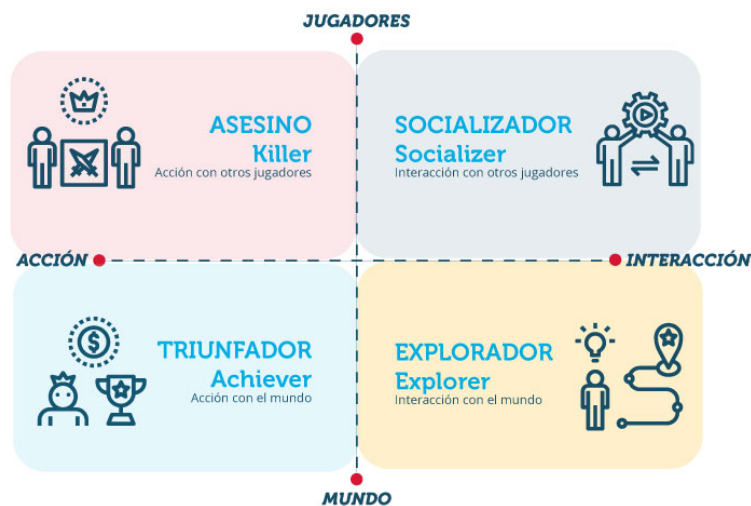 JUGADORES
ASESINO
Killer
Acción con otros jugadores
SOCIALIZADOR
Socializer
Interacción con otros jugadores
ACCIÓN
INTERACCIÓN
$
TRIUNFADOR
Achiever
Acción con el mundo
EXPLORADOR
Explorer
Interacción con el mundo
MUNDO